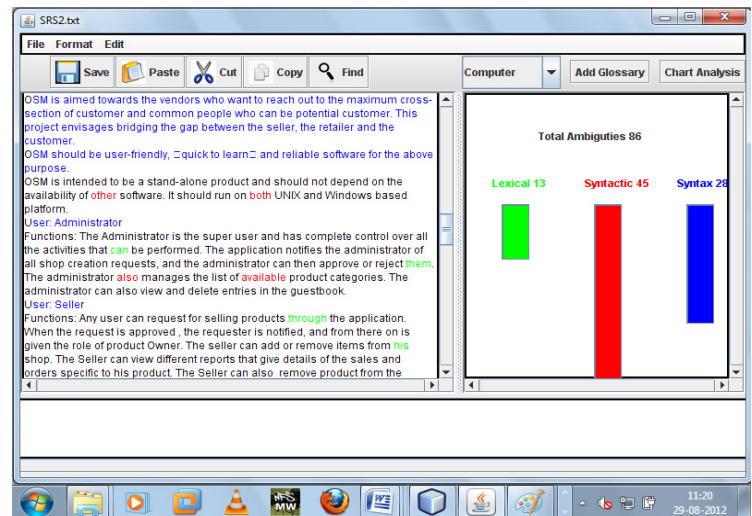 SRS2.txt
File Format Edit
Save Paste Cut Copy Find Computer Add Glossary Chart Analysis
OSM is aimed towards the vendors who want to reach out to the maximum cross-
section of customer and common people who can be potential customer. This
project envisages bridging the gap between the seller, the retailer and the
customer.
OSM should be user-friendly, □quick to learn□ and reliable software for the above
purpose.
OSM is intended to be a stand-alone product and should not depend on the
availability of other software. It should run on both UNIX and Windows based
platform.
User: Administrator
Functions: The Administrator is the super user and has complete control over all
the activities that can be performed. The application notifies the administrator of
all shop creation requests, and the administrator can then approve or reject them.
The administrator also manages the list of available product categories. The
administrator can also view and delete entries in the guestbook.
User: Seller
Functions: Any user can request for selling products through the application.
When the request is approved , the requester is notified, and from there on is
given the role of product Owner. The seller can add or remove items from his
shop. The Seller can view different reports that give details of the sales and
orders specific to his product. The Seller can also remove product from the
Total Ambiguties 86
Lexical 13 Syntactic 45 Syntax 28
NFS
MW
11:20
29-08-2012